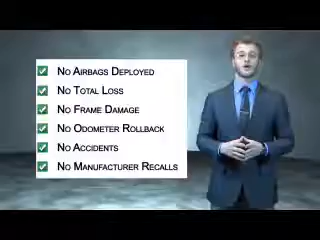 No Airbags Deployed
No Total Loss
No Frame Damage
No Odometer Rollback
No Accidents
No Manufacturer Recalls